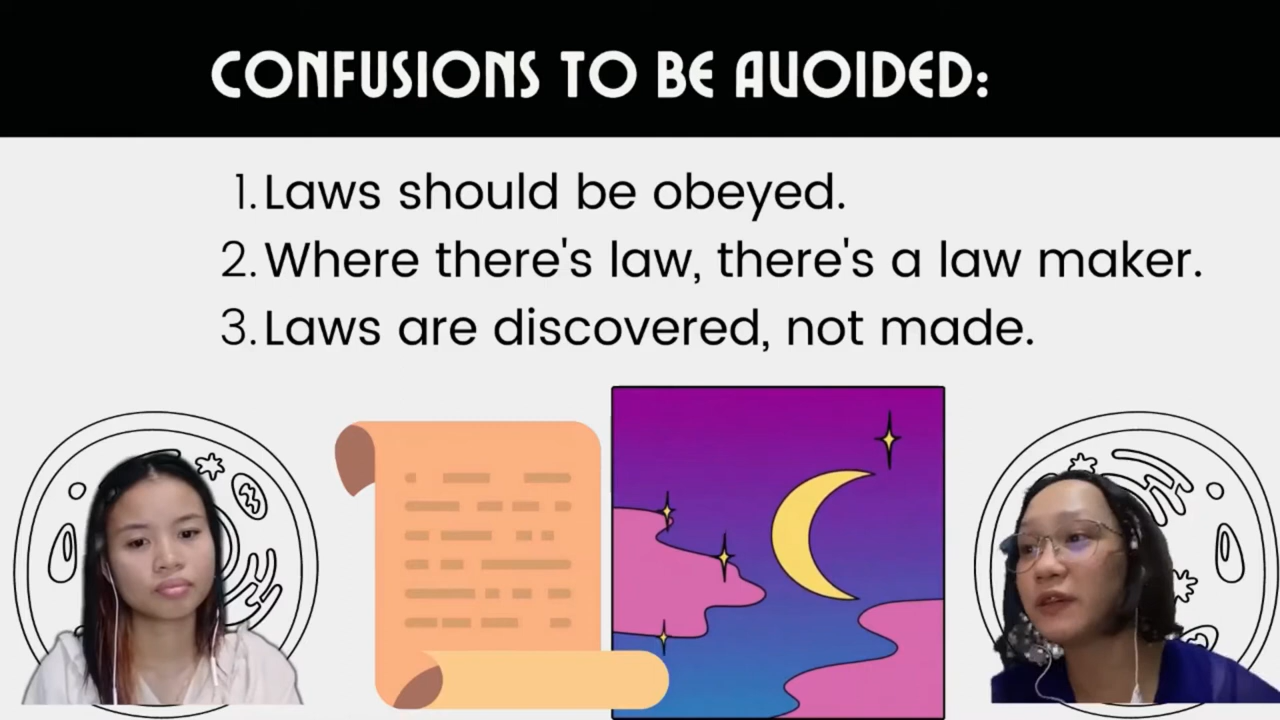 CONFUSIONS TO BE AVOIDED:
1. Laws should be obeyed.
2. Where there's law, there's a law maker.
3. Laws are discovered, not made.